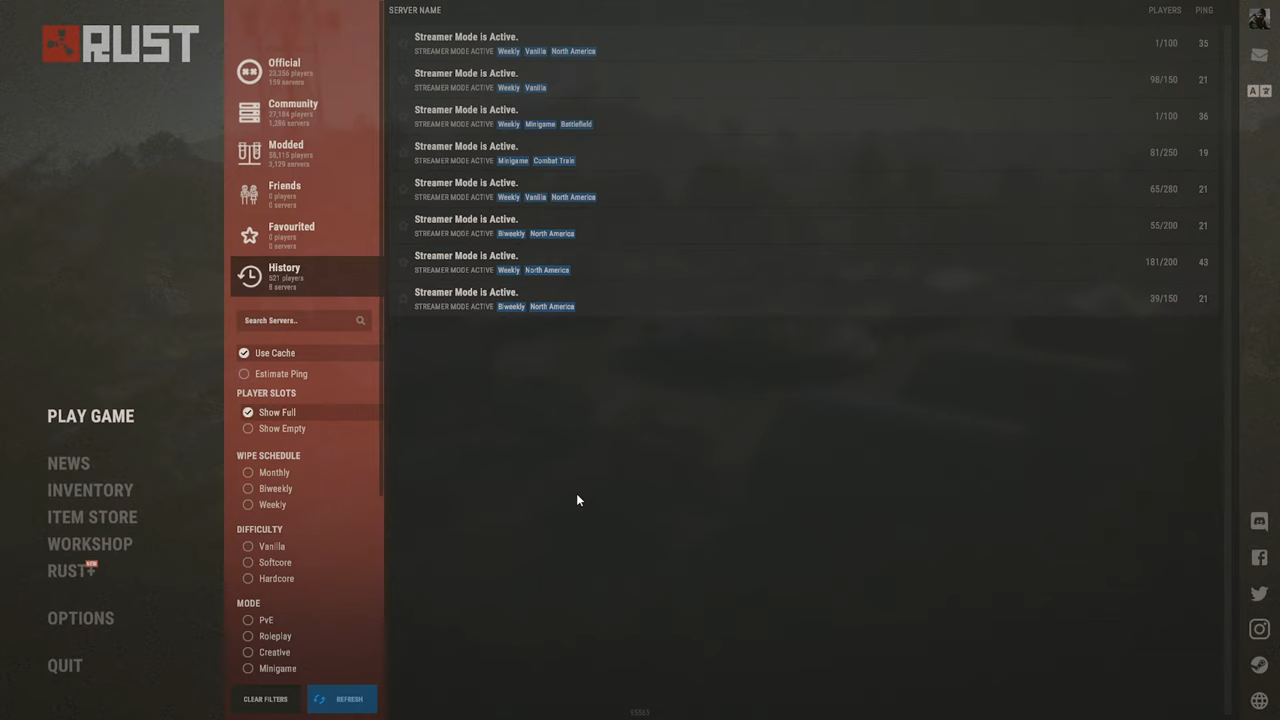 RUST
PLAY GAME
NEWS
INVENTORY
ITEM STORE
WORKSHOP
RUST+
NEW
OPTIONS
QUIT
Official
23,356 players
159 servers
Community
27,184 players
1,286 servers
Modded
58,115 players
3,129 servers
Friends
0 players
0 servers
Favourited
0 players
0 servers
History
521 players
8 servers
Search Servers..
Use Cache
Estimate Ping
PLAYER SLOTS
Show Full
Show Empty
WIPE SCHEDULE
Monthly
Biweekly
Weekly
DIFFICULTY
Vanilla
Softcore
Hardcore
MODE
PvE
Roleplay
Creative
Minigame
CLEAR FILTERS
REFRESH
SERVER NAME PLAYERS PING
Streamer Mode is Active.
STREAMER MODE ACTIVE Weekly Vanilla North America
1/100 35
Streamer Mode is Active.
STREAMER MODE ACTIVE Weekly Vanilla
98/150 21
Streamer Mode is Active.
STREAMER MODE ACTIVE Weekly Minigame Battlefield
1/100 36
Streamer Mode is Active.
STREAMER MODE ACTIVE Minigame Combat Train
81/250 19
Streamer Mode is Active.
STREAMER MODE ACTIVE Weekly Vanilla North America
65/280 21
Streamer Mode is Active.
STREAMER MODE ACTIVE Biweekly North America
55/200 21
Streamer Mode is Active.
STREAMER MODE ACTIVE Weekly North America
181/200 43
Streamer Mode is Active.
STREAMER MODE ACTIVE Biweekly North America
39/150 21